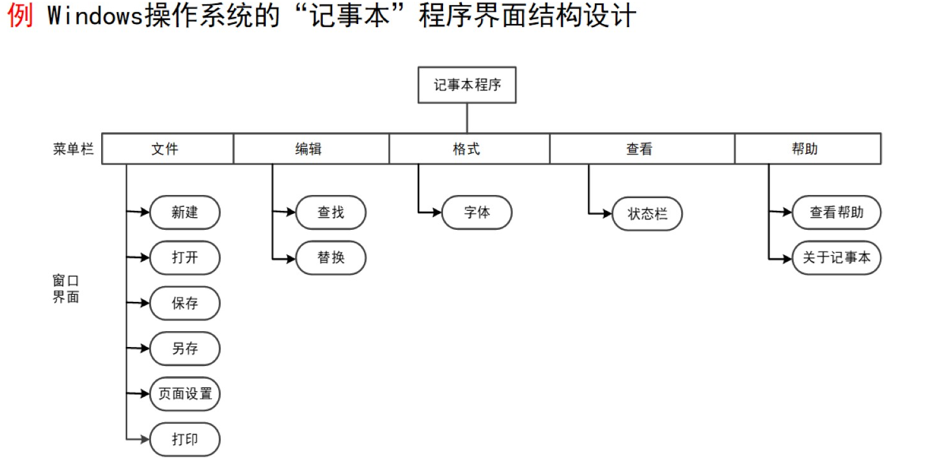 例 Windows操作系统的“记事本”程序界面结构设计
记事本程序
菜单栏 文件 编辑 格式 查看 帮助
新建 查找 字体 状态栏 查看帮助
打开 替换 关于记事本
窗口
界面
保存
另存
页面设置
打印